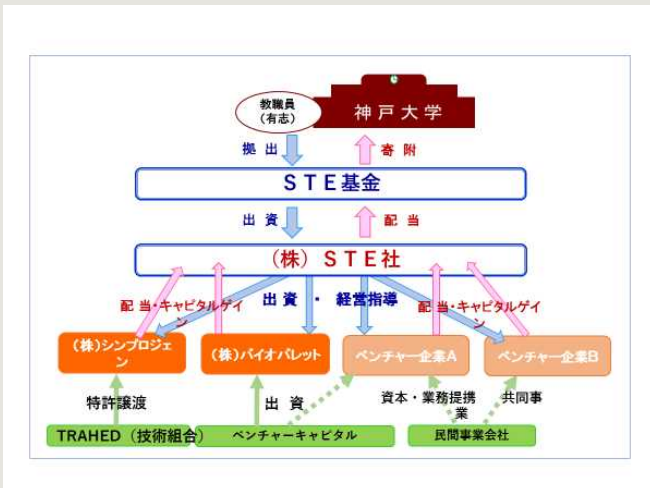 教職員
（有志）
神戸大学
拠 出
寄 附
ＳＴＥ基金
出 資
配 当
（株）ＳＴＥ社
配 当・キャピタルゲイ
ン
出 資 ・ 経営指導
配 当・キャピタルゲイ
ン
（株）シンプロジェ
ン
（株）バイオパレット
ベンチャー企業A
ベンチャー企業B
特許譲渡
出 資
資本・業務提携
業
共同事
TRAHED（技術組合）
ベンチャーキャピタル
民間事業会社